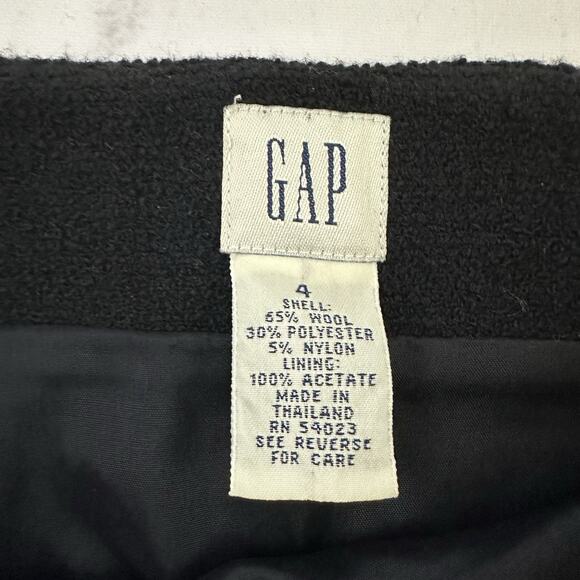 GAP
4
SHELL:
65% WOOL
30% POLYESTER
5% NYLON
LINING:
100% ACETATE
MADE IN
THAILAND
RN 54023
SEE REVERSE
FOR CARE